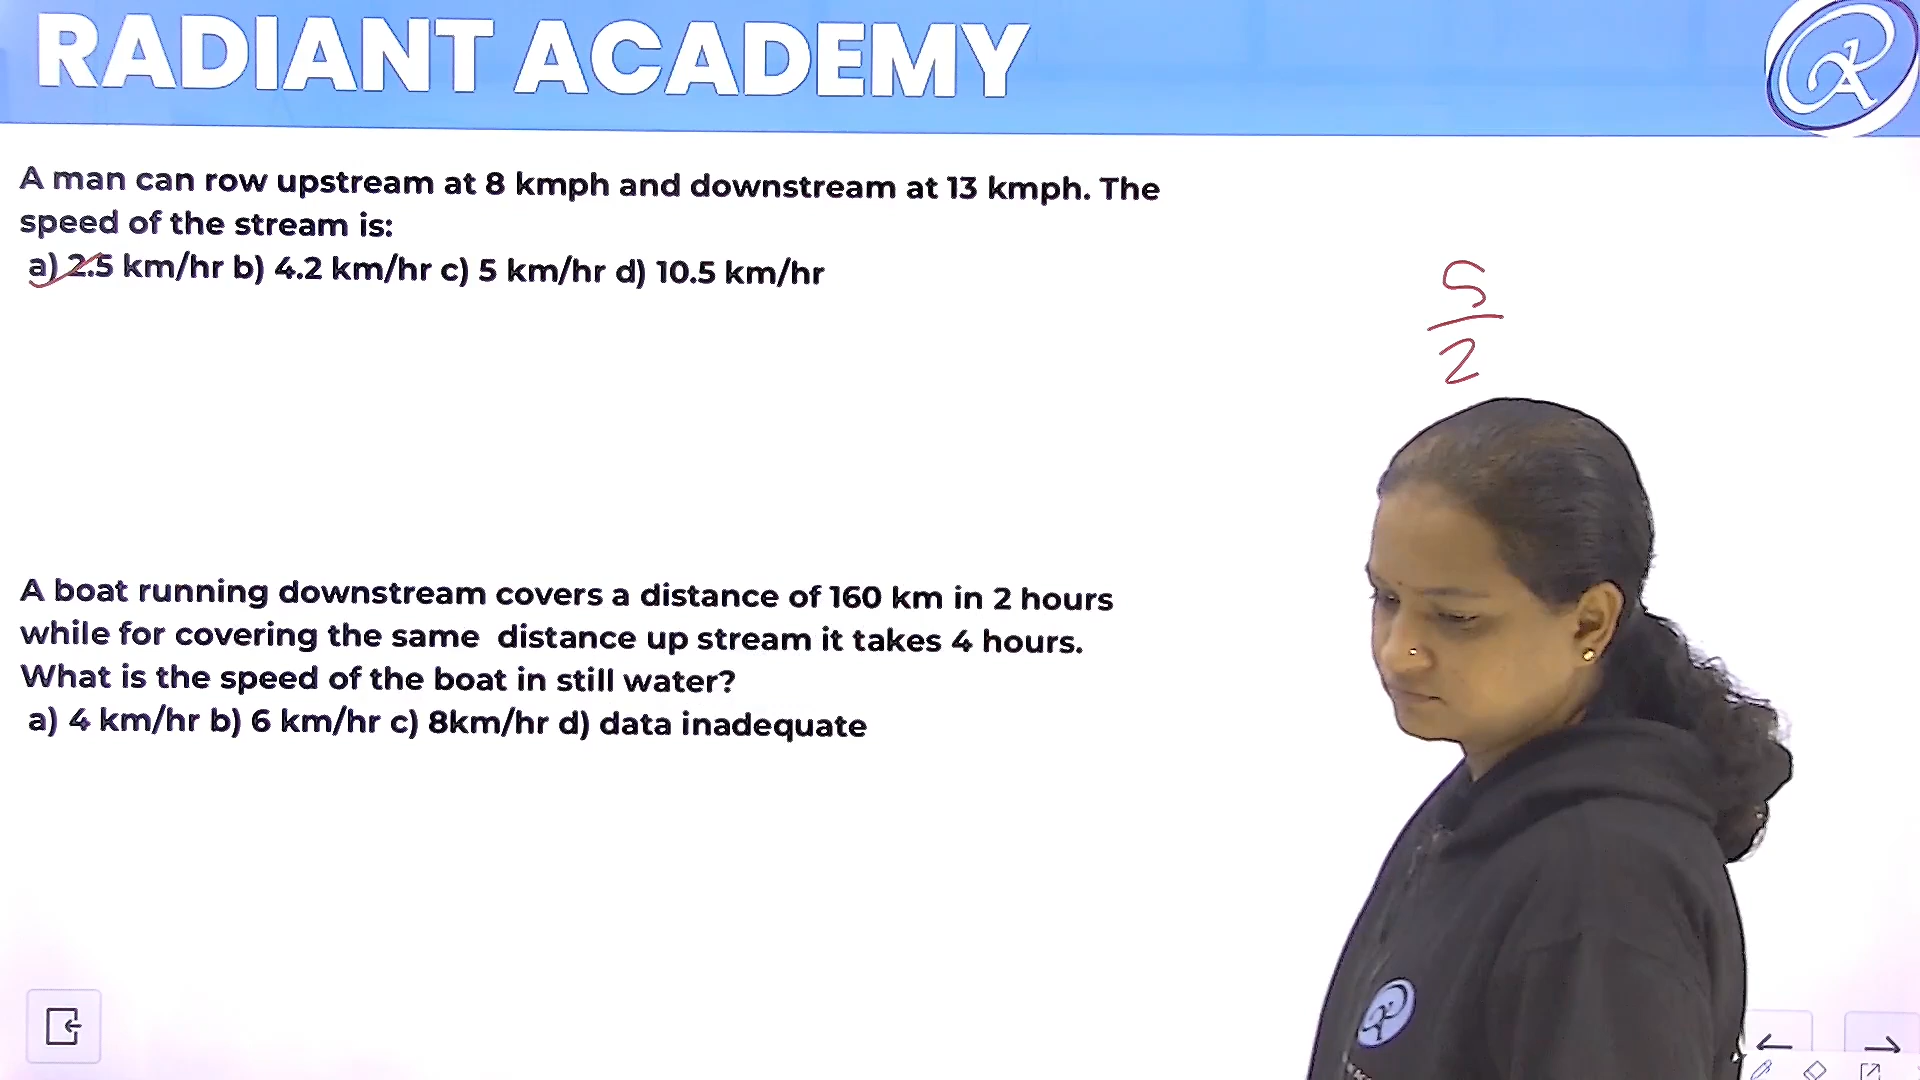 RADIANT ACADEMY
A man can row upstream at 8 kmph and downstream at 13 kmph. The
speed of the stream is:
a) 2.5 km/hr b) 4.2 km/hr c) 5 km/hr d) 10.5 km/hr
5
2
A boat running downstream covers a distance of 160 km in 2 hours
while for covering the same distance up stream it takes 4 hours.
What is the speed of the boat in still water?
a) 4 km/hr b) 6 km/hr c) 8km/hr d) data inadequate